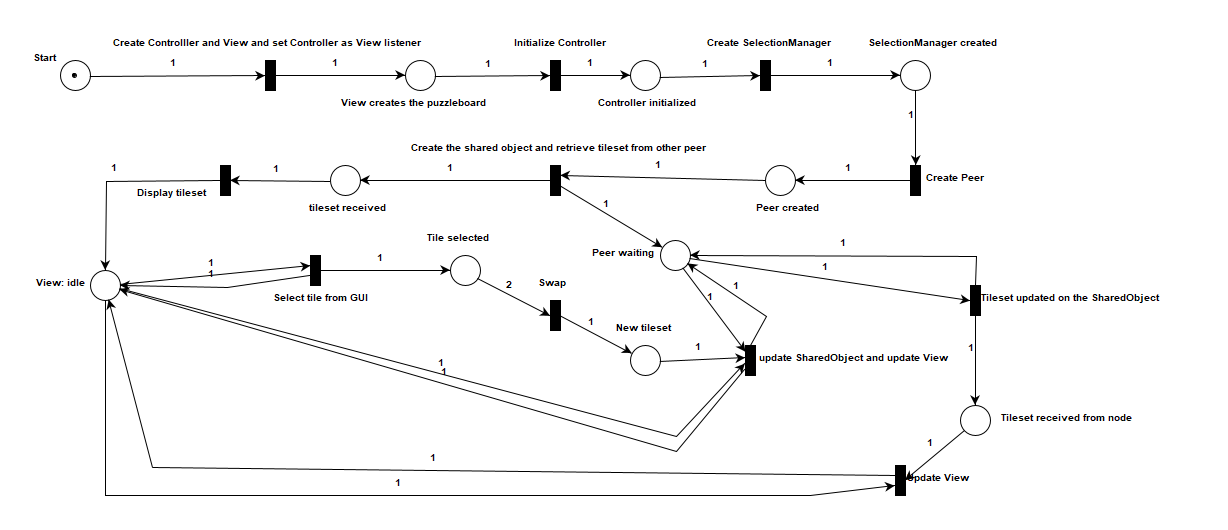 Create Controlller and View and set Controller as View listener
Initialize Controller
Create SelectionManager
SelectionManager created
Start
1
1
1
1
1
1
View creates the puzzleboard
Controller initialized
1
Create the shared object and retrieve tileset from other peer
1
1
1
1
1
Create Peer
Display tileset
tileset received
Peer created
1
Tile selected
1
Peer waiting
1
1
1
1
View: idle
Select tile from GUI
2
Swap
1
1
Tileset updated on the SharedObject
1
New tileset
1
1
update SharedObject and update View
1
1
Tileset received from node
1
1
update View
1